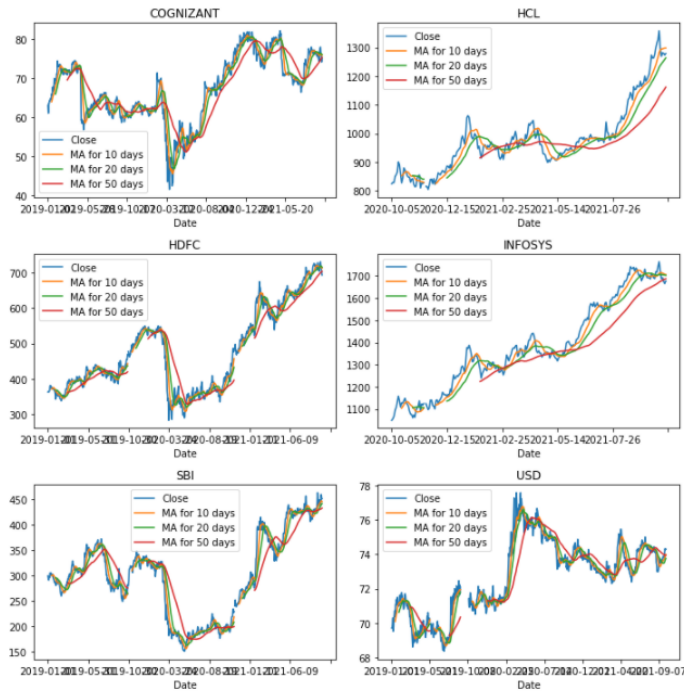 COGNIZANT
80
70
60
50
40
Close
MA for 10 days
MA for 20 days
MA for 50 days
Date
HCL
1300
1200
1100
1000
900
800
Close
MA for 10 days
MA for 20 days
MA for 50 days
2020-10-05
2020-12-15
2021-02-25
2021-05-14
2021-07-26
Date
HDFC
700
600
500
400
300
Close
MA for 10 days
MA for 20 days
MA for 50 days
Date
INFOSYS
1700
1600
1500
1400
1300
1200
1100
Close
MA for 10 days
MA for 20 days
MA for 50 days
2020-10-05
2020-12-15
2021-02-25
2021-05-14
2021-07-26
Date
SBI
450
400
350
300
250
200
150
Close
MA for 10 days
MA for 20 days
MA for 50 days
Date
USD
78
76
74
72
70
68
Close
MA for 10 days
MA for 20 days
MA for 50 days
Date